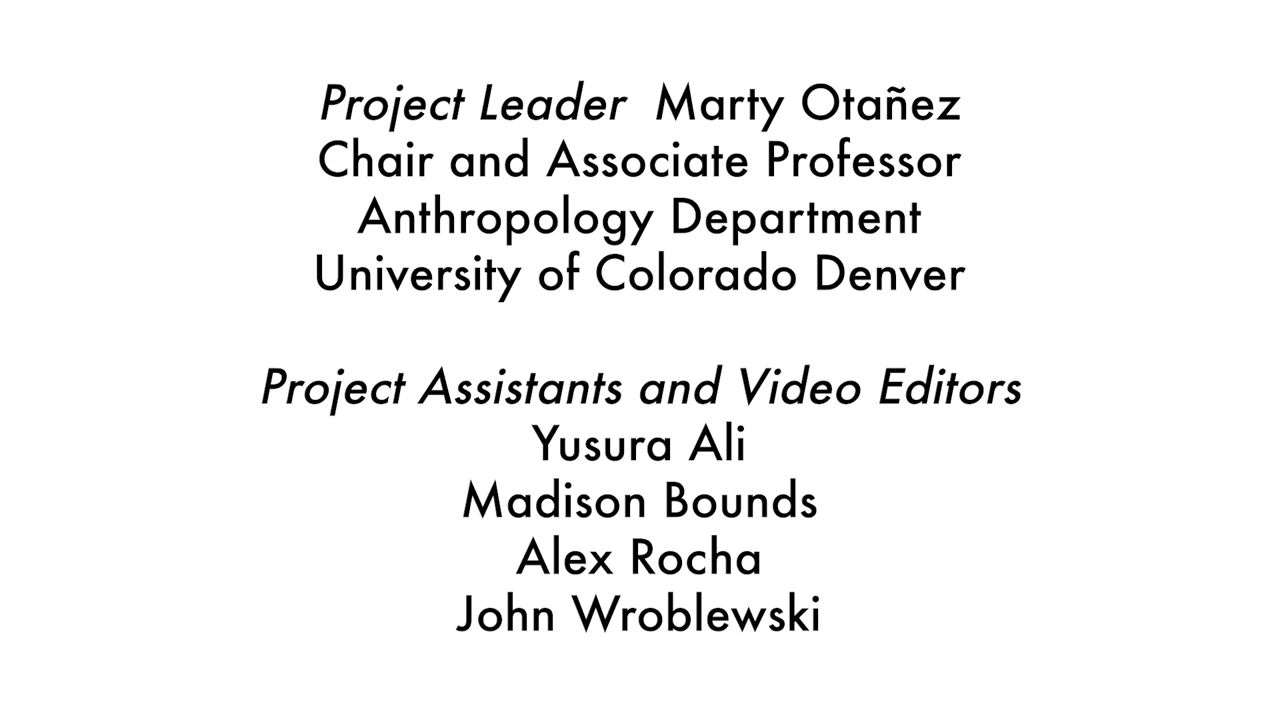 Project Leader  Marty Otañez
Chair and Associate Professor
Anthropology Department
University of Colorado Denver
Project Assistants and Video Editors
Yusura Ali
Madison Bounds
Alex Rocha
John Wroblewski